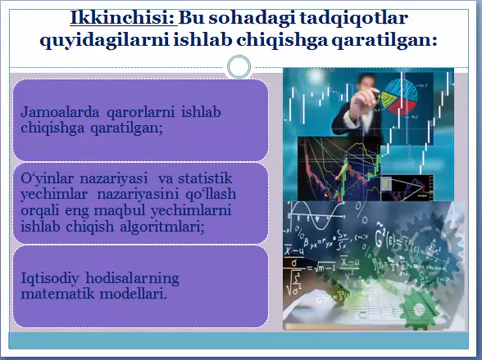 Ikkinchisi: Bu sohadagi tadqiqotlar
quyidagilarni ishlab chiqishga qaratilgan:
Jamoalarda qarorlarni ishlab
chiqishga qaratilgan;
O‘yinlar nazariyasi va statistik
yechimlar nazariyasini qo‘llash
orqali eng maqbul yechimlarni
ishlab chiqish algoritmlari;
Iqtisodiy hodisalarning
matematik modellari.